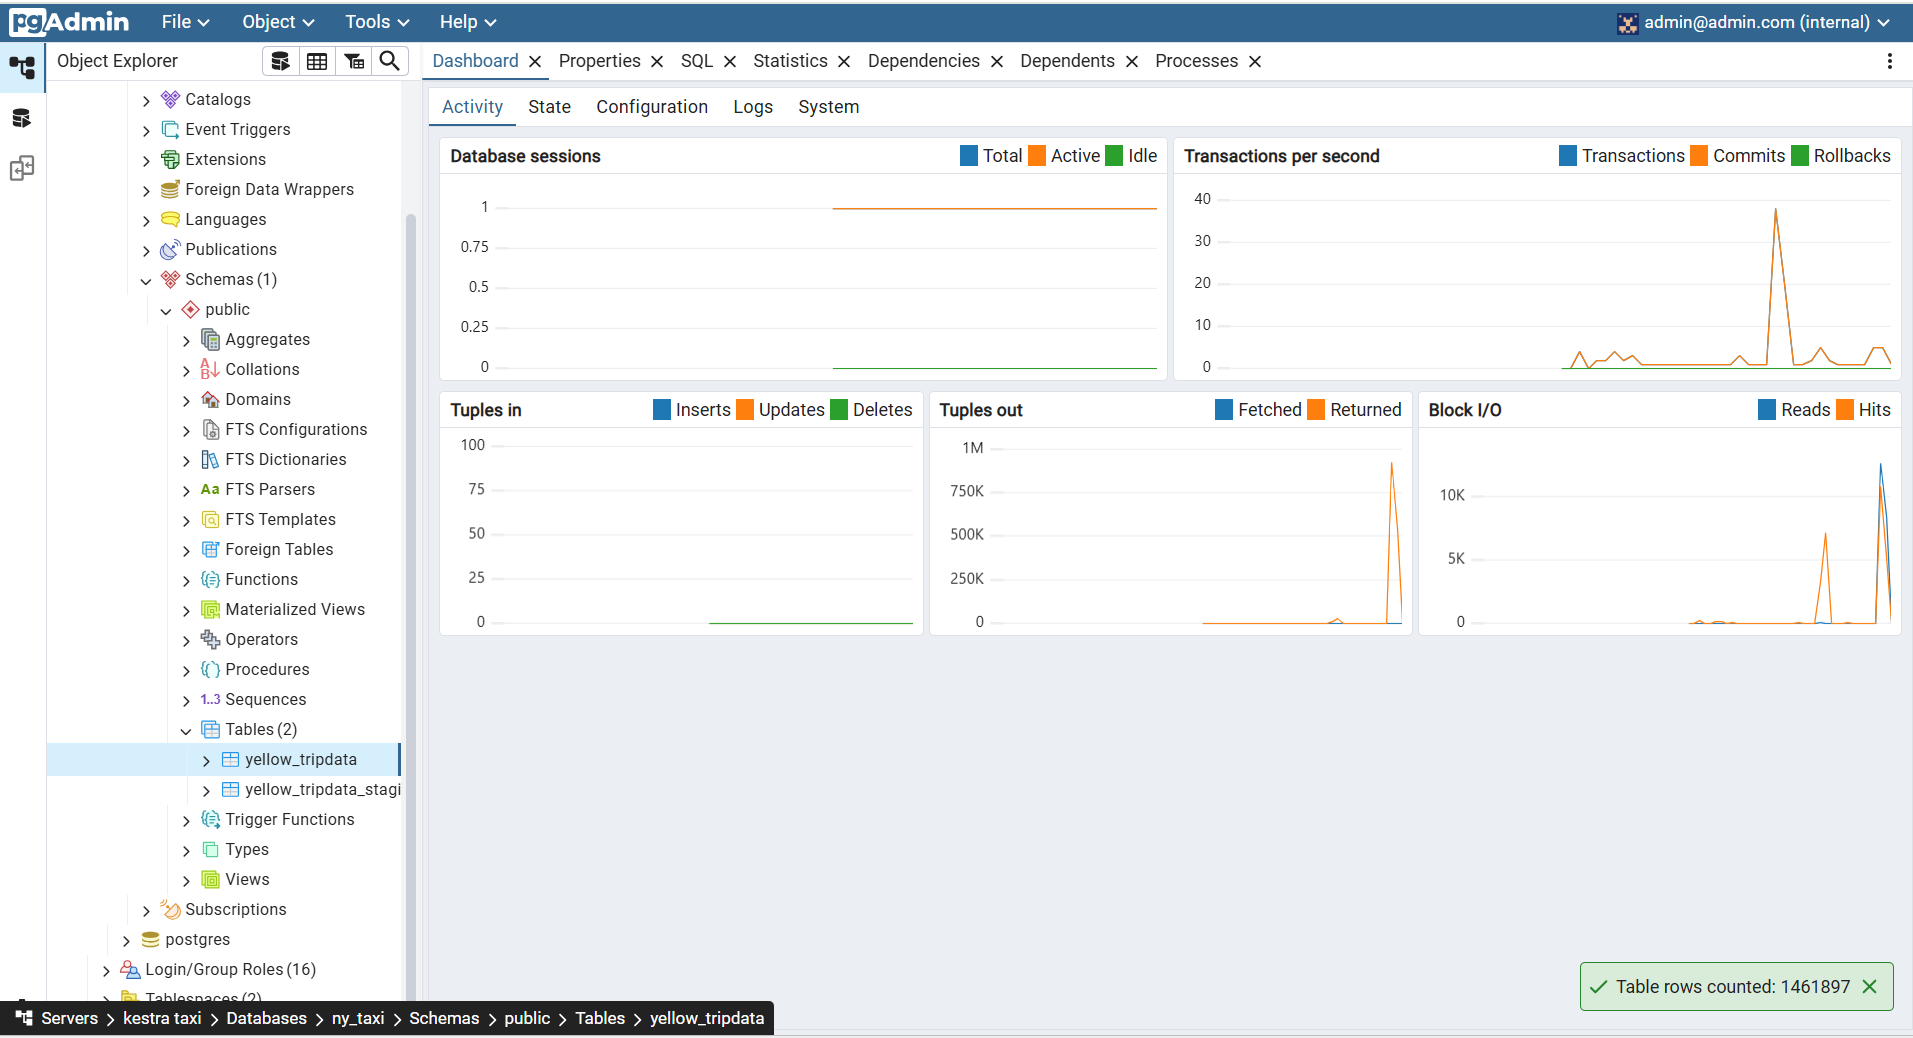 pgAdmin File Object Tools Help admin@admin.com (internal)
Object Explorer
Dashboard Properties SQL Statistics Dependencies Dependents Processes
Catalogs
Event Triggers
Extensions
Foreign Data Wrappers
Languages
Publications
Schemas (1)
public
Aggregates
Collations
Domains
FTS Configurations
FTS Dictionaries
Aa FTS Parsers
FTS Templates
Foreign Tables
Functions
Materialized Views
Operators
Procedures
1..3 Sequences
Tables (2)
yellow_tripdata
yellow_tripdata_stagi
Trigger Functions
Types
Views
Subscriptions
postgres
Login/Group Roles (16)
Tablespaces (2)
Activity State Configuration Logs System
Database sessions Total Active Idle
1
0.75
0.5
0.25
0
Transactions per second Transactions Commits Rollbacks
40
30
20
10
0
Tuples in Inserts Updates Deletes
100
75
50
25
0
Tuples out Fetched Returned
1M
750K
500K
250K
0
Block I/O Reads Hits
10K
5K
0
Table rows counted: 1461897
Servers > kestra taxi > Databases > ny_taxi > Schemas > public > Tables > yellow_tripdata